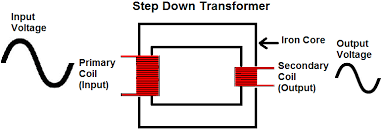 Step Down Transformer
Input
Voltage
Primary
Coil
(Input)
Iron Core
Secondary
Coil
(Output)
Output
Voltage